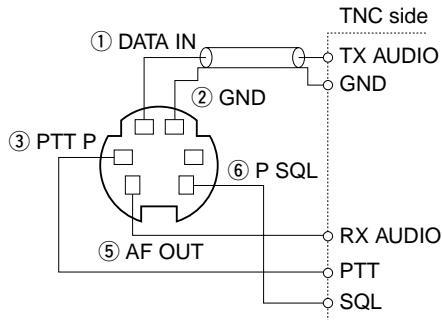 TNC side
① DATA IN
TX AUDIO
② GND
GND
③ PTT P
⑥ P SQL
⑤ AF OUT
RX AUDIO
PTT
SQL